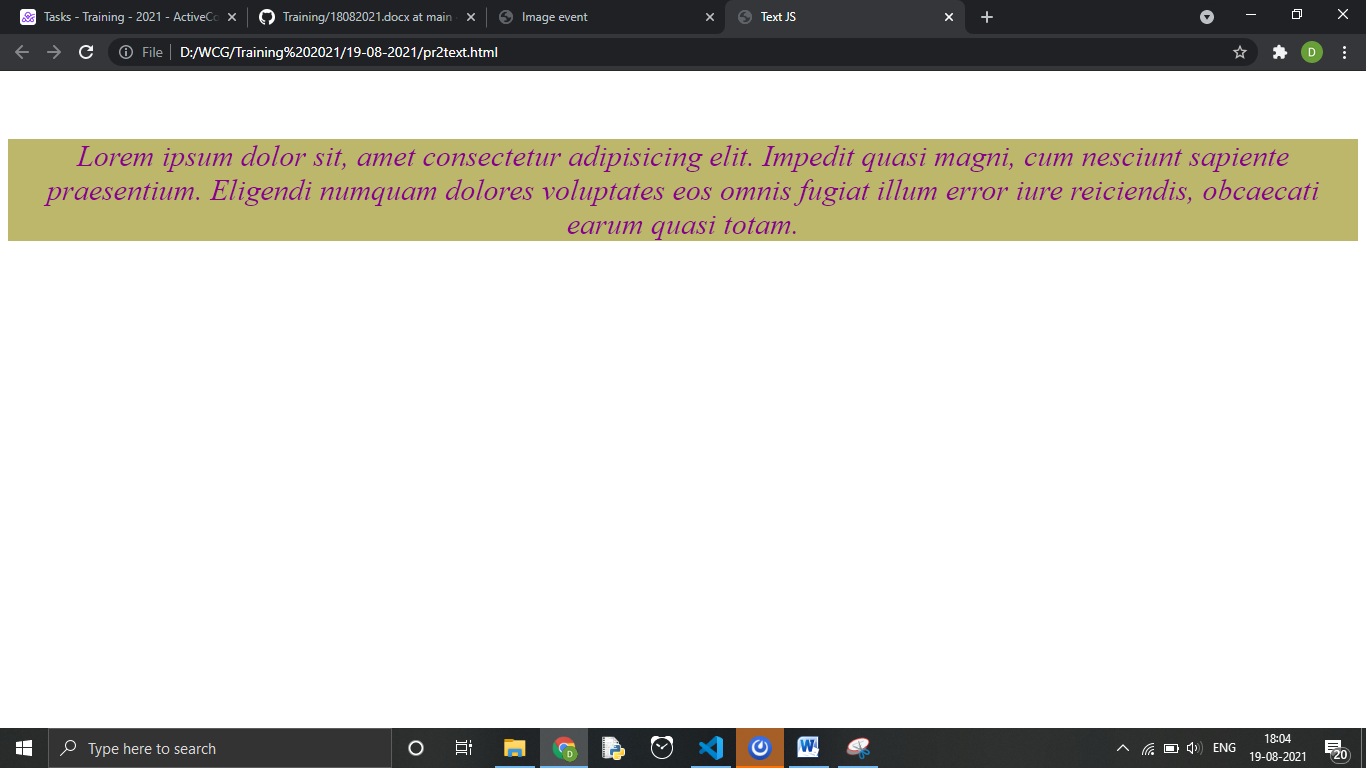 Tasks - Training - 2021 - ActiveCo
Training/18082021.docx at main
Image event
Text JS
File
D:/WCG/Training%202021/19-08-2021/pr2text.html
D
Lorem ipsum dolor sit, amet consectetur adipisicing elit. Impedit quasi magni, cum nesciunt sapiente
praesentium. Eligendi numquam dolores voluptates eos omnis fugiat illum error iure reiciendis, obcaecati
earum quasi totam.
Type here to search
D
W
ENG
18:04
19-08-2021
20